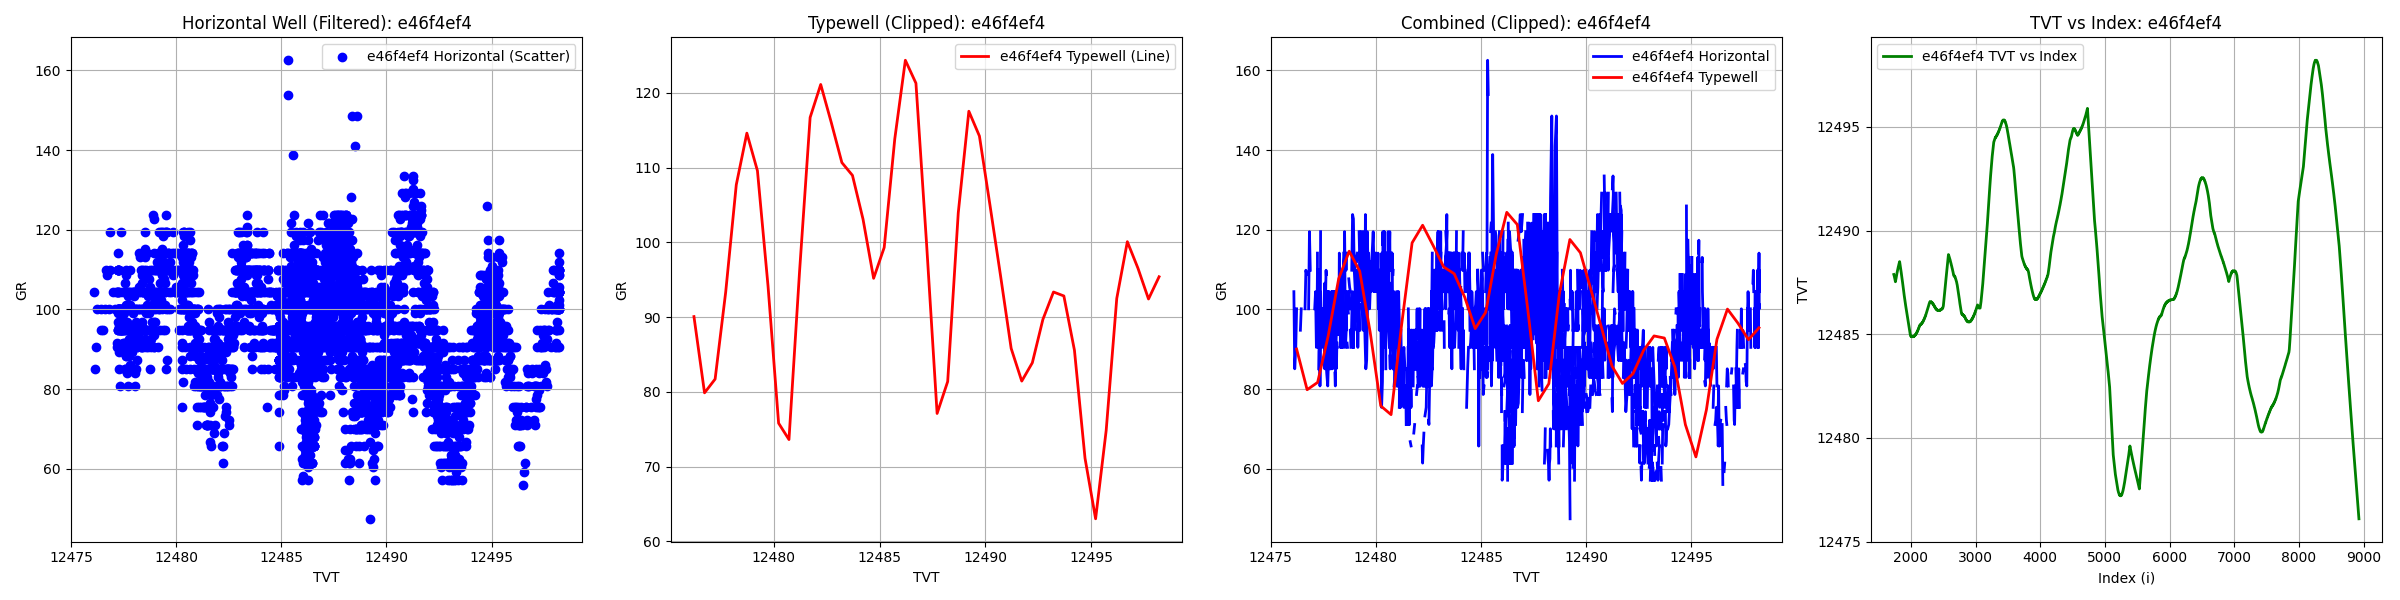 Horizontal Well (Filtered): e46f4ef4
e46f4ef4 Horizontal (Scatter)
GR
160
140
120
100
80
60
12475
12480
12485
12490
12495
TVT
Typewell (Clipped): e46f4ef4
e46f4ef4 Typewell (Line)
GR
120
110
100
90
80
70
60
12480
12485
12490
12495
TVT
Combined (Clipped): e46f4ef4
e46f4ef4 Horizontal
e46f4ef4 Typewell
GR
160
140
120
100
80
60
12475
12480
12485
12490
12495
TVT
TVT vs Index: e46f4ef4
e46f4ef4 TVT vs Index
TVT
12495
12490
12485
12480
12475
2000
3000
4000
5000
6000
7000
8000
9000
Index (i)